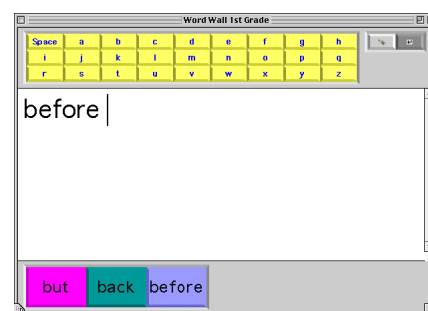 Word Wall 1st Grade
Space a b c d e f g h
i j k l m n o p q
r s t u v w x y z
before
but back before